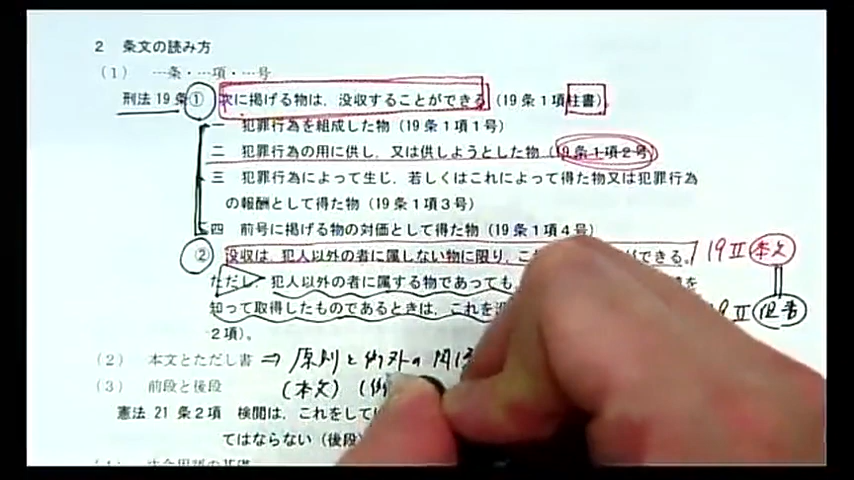 2 条文の読み方
(1) …条・…項・…号
刑法19条① 次に掲げる物は、没収することができる(19条1項柱書)。
一 犯罪行為を組成した物(19条1項1号)
二 犯罪行為の用に供し、又は供しようとした物(19条1項2号)
三 犯罪行為によって生じ、若しくはこれによって得た物又は犯罪行為
の報酬として得た物(19条1項3号)
四 前号に掲げる物の対価として得た物(19条1項4号)
② 没収は、犯人以外の者に属しない物に限り、こ ができる。 19Ⅱ本文
ただし、犯人以外の者に属する物であっても、 を
知って取得したものであるときは、これを没 9Ⅱ但書
2項)。
(2) 本文とただし書 ⇒ 原則と例外の関係
(3) 前段と後段 (本文) (
憲法21条2項 検閲は、これをして
てはならない(後段)